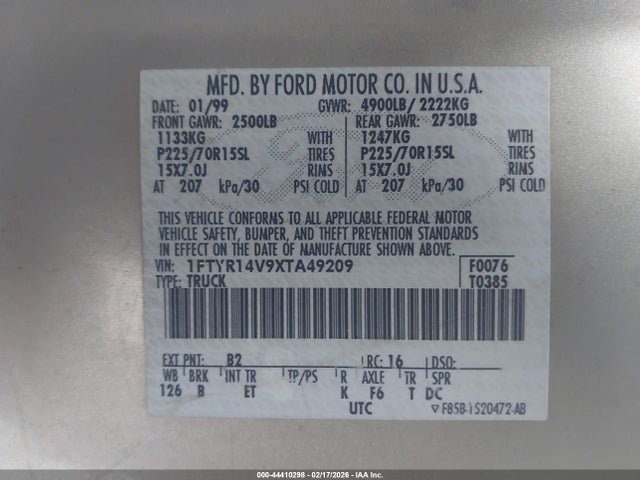 MFD. BY FORD MOTOR CO. IN U.S.A.
DATE: 01/99 GVWR: 4900LB/ 2222KG
FRONT GAWR: 2500LB REAR GAWR: 2750LB
1133KG WITH 1247KG WITH
P225/70R15SL TIRES P225/70R15SL TIRES
15X7.0J RIMS 15X7.0J RIMS
AT 207 kPa/30 PSI COLD AT 207 kPa/30 PSI COLD
THIS VEHICLE CONFORMS TO ALL APPLICABLE FEDERAL MOTOR
VEHICLE SAFETY, BUMPER, AND THEFT PREVENTION STANDARDS
IN EFFECT ON THE DATE OF MANUFACTURE SHOWN ABOVE.
VIN: 1FTYR14V9XTA49209 F0076
TYPE: TRUCK T0385
EXT PNT: B2 RC: 16 DSO:
WB BRK INT TR TP/PS R AXLE TR SPR
126 B ET K F6 T DC
UTC ▽F85B-1520472-AB
000-44410298 - 02/17/2026 - IAAI, Inc.